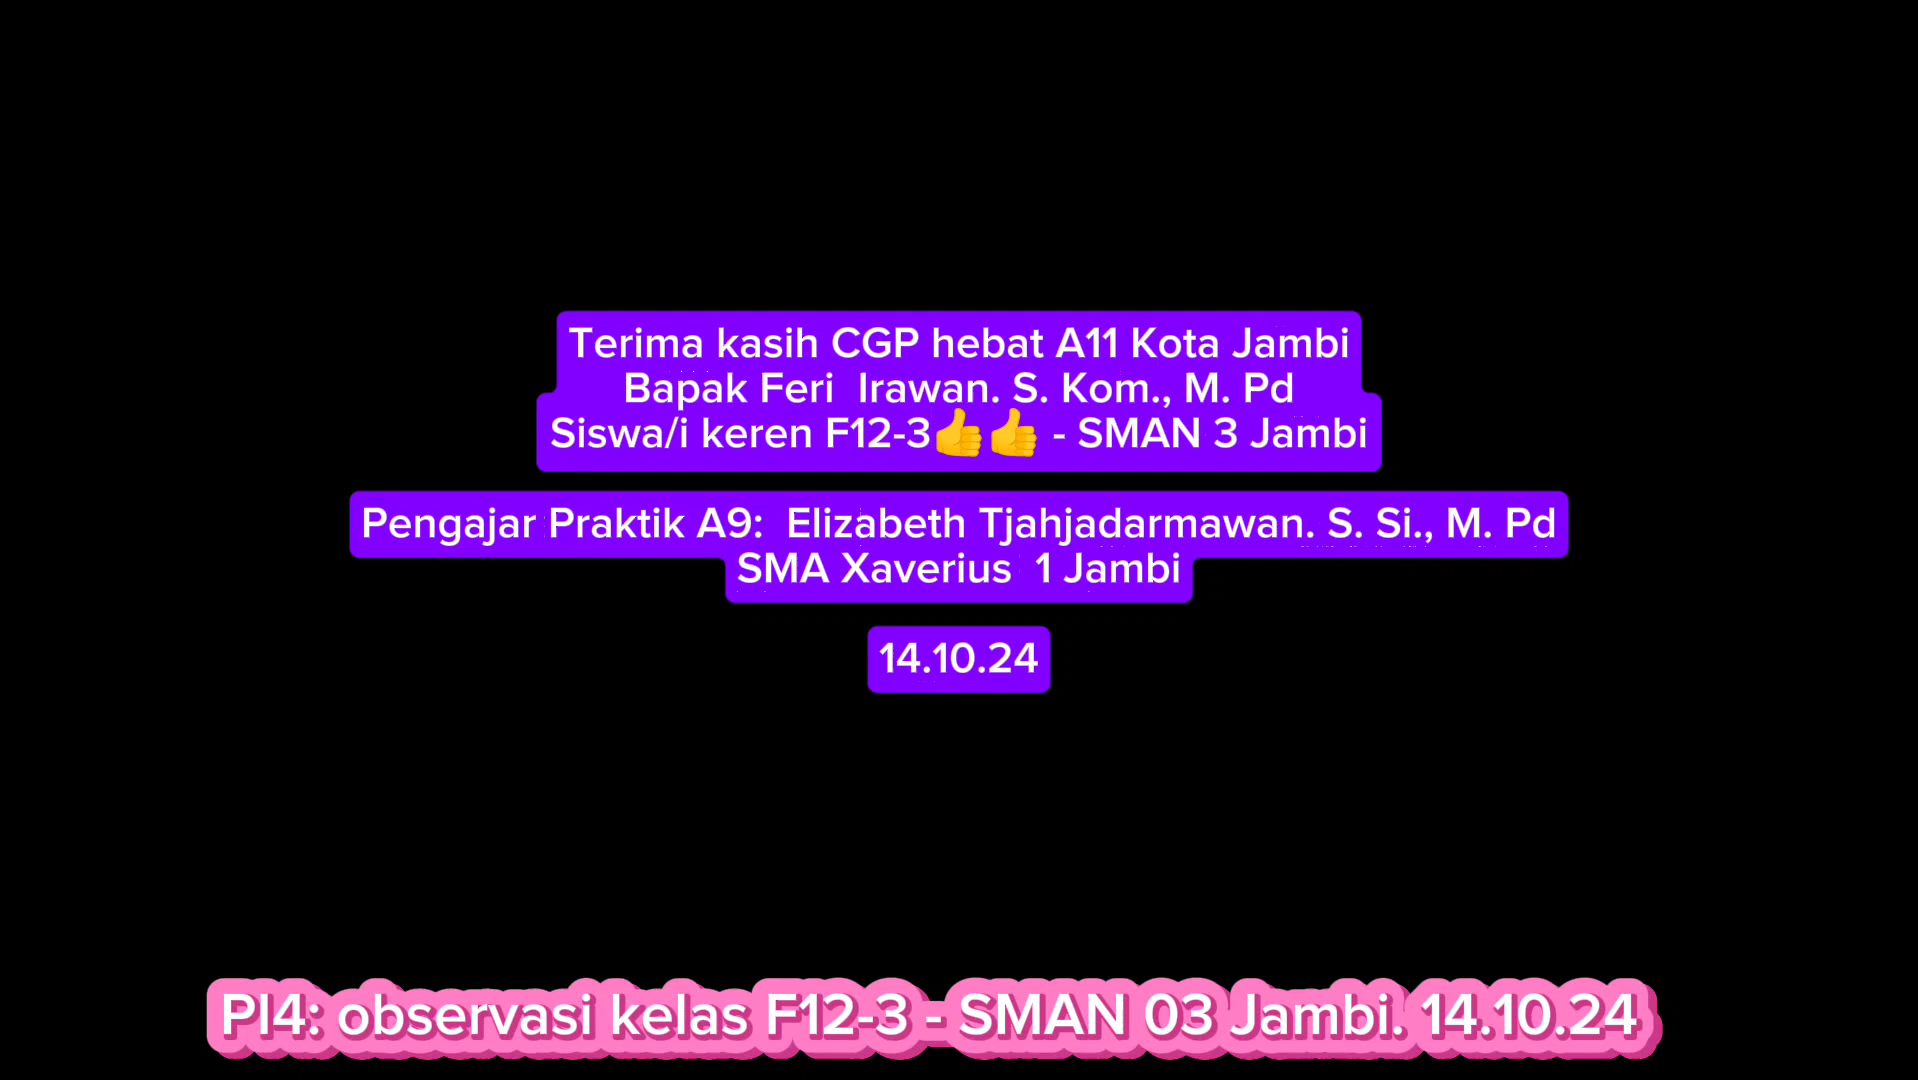 Terima kasih CGP hebat A11 Kota Jambi
Bapak Feri  Irawan. S. Kom., M. Pd
Siswa/i keren F12-3👍👍 - SMAN 3 Jambi
Pengajar Praktik A9:  Elizabeth Tjahjadarmawan. S. Si., M. Pd
SMA Xaverius  1 Jambi
14.10.24
PI4: observasi kelas F12-3 - SMAN 03 Jambi. 14.10.24